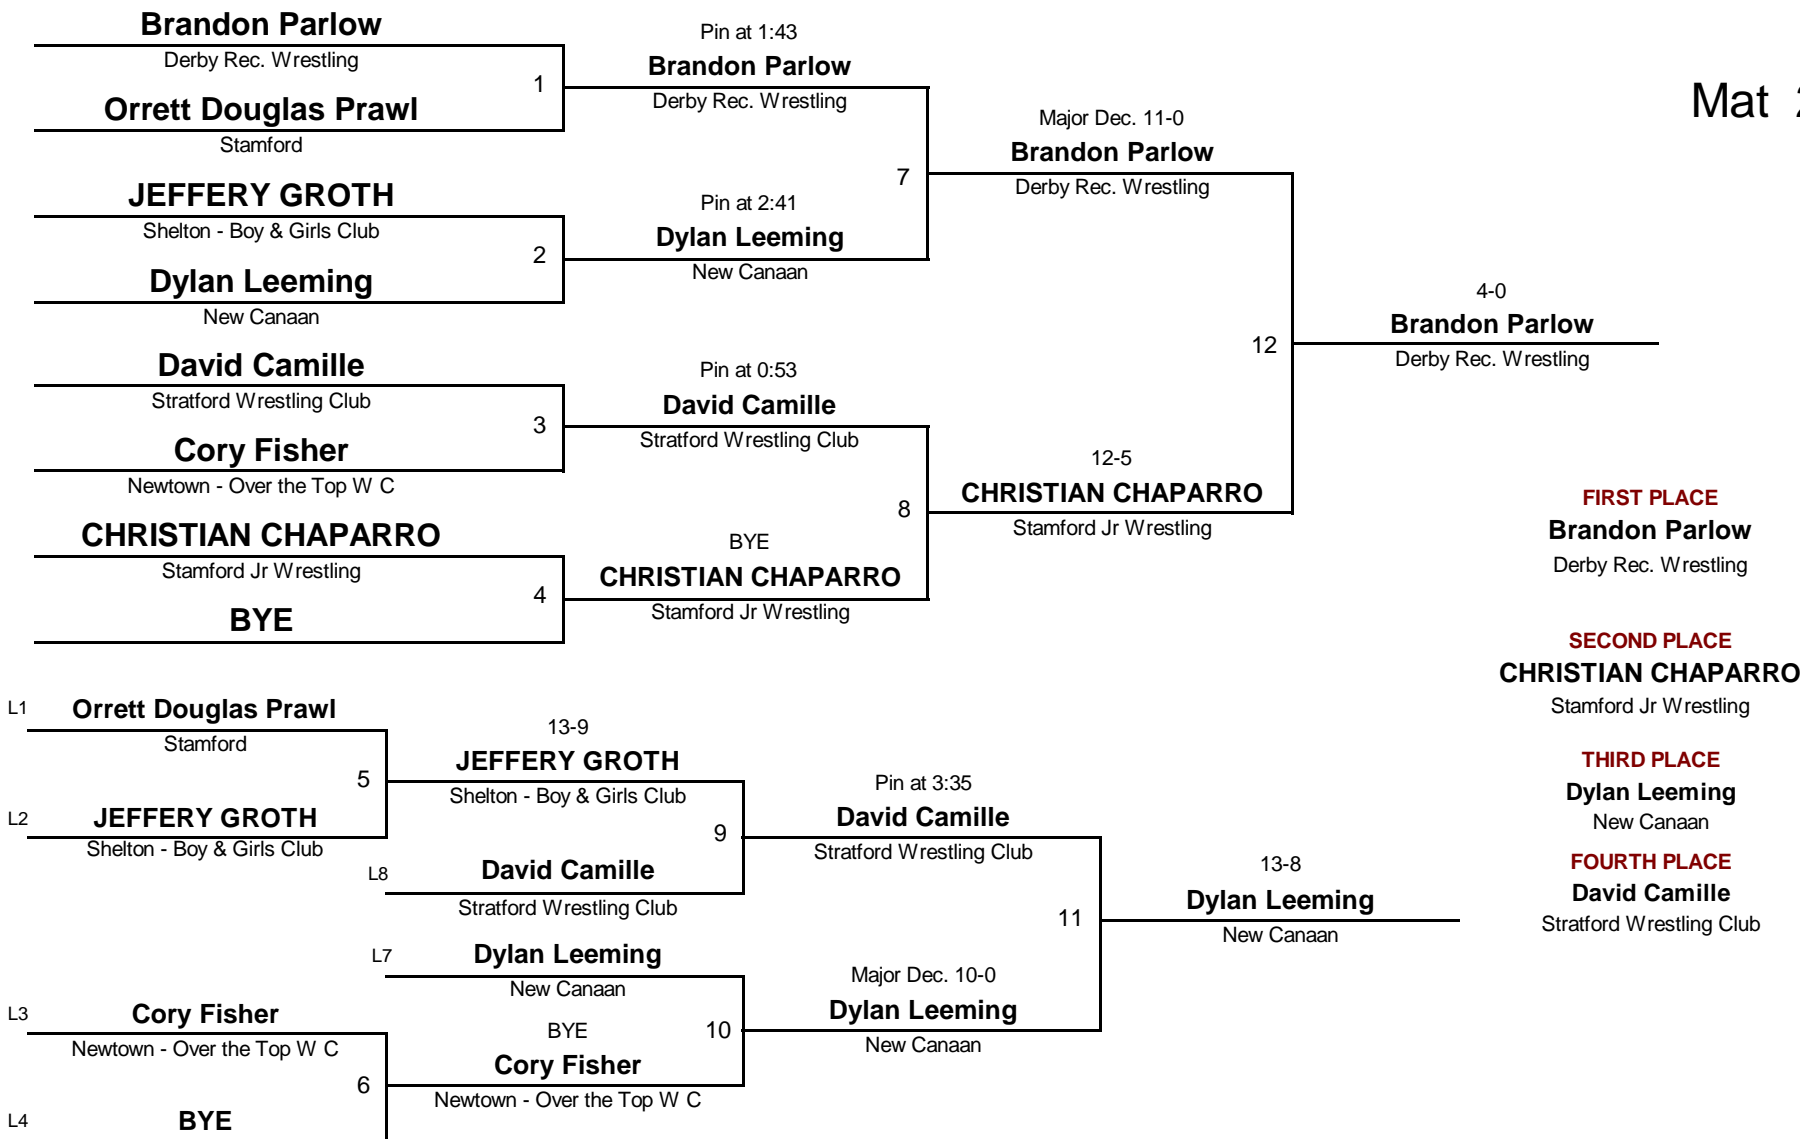 Brandon Parlow
Derby Rec. Wrestling
1
Orrett Douglas Prawl
Stamford
JEFFERY GROTH
Shelton - Boy & Girls Club
2
Dylan Leeming
New Canaan
David Camille
Stratford Wrestling Club
3
Cory Fisher
Newtown - Over the Top W C
CHRISTIAN CHAPARRO
Stamford Jr Wrestling
4
BYE
Pin at 1:43
Brandon Parlow
Derby Rec. Wrestling
7
Pin at 2:41
Dylan Leeming
New Canaan
Pin at 0:53
David Camille
Stratford Wrestling Club
8
BYE
CHRISTIAN CHAPARRO
Stamford Jr Wrestling
Major Dec. 11-0
Brandon Parlow
Derby Rec. Wrestling
12
12-5
CHRISTIAN CHAPARRO
Stamford Jr Wrestling
4-0
Brandon Parlow
Derby Rec. Wrestling
Mat
L1 Orrett Douglas Prawl
Stamford
5
L2 JEFFERY GROTH
Shelton - Boy & Girls Club
L3 Cory Fisher
Newtown - Over the Top W C
6
L4 BYE
13-9
JEFFERY GROTH
Shelton - Boy & Girls Club
9
L8 David Camille
Stratford Wrestling Club
L7 Dylan Leeming
New Canaan
10
BYE
Cory Fisher
Newtown - Over the Top W C
Pin at 3:35
David Camille
Stratford Wrestling Club
11
Major Dec. 10-0
Dylan Leeming
New Canaan
13-8
Dylan Leeming
New Canaan
FIRST PLACE
Brandon Parlow
Derby Rec. Wrestling
SECOND PLACE
CHRISTIAN CHAPARRO
Stamford Jr Wrestling
THIRD PLACE
Dylan Leeming
New Canaan
FOURTH PLACE
David Camille
Stratford Wrestling Club